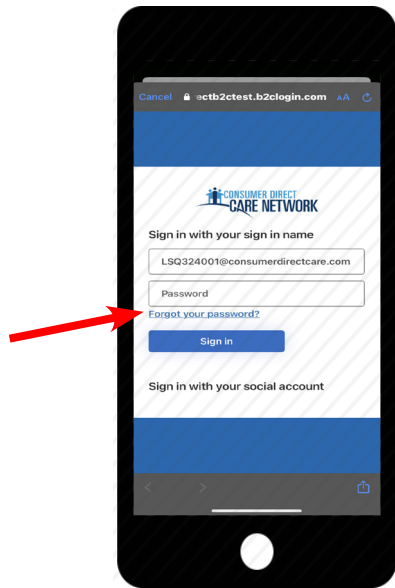 Cancel ectb2ctest.b2clogin.com AA
CONSUMER DIRECT
CARE NETWORK
Sign in with your sign in name
LSQ324001@consumerdirectcare.com
Password
Forgot your password?
Sign in
Sign in with your social account